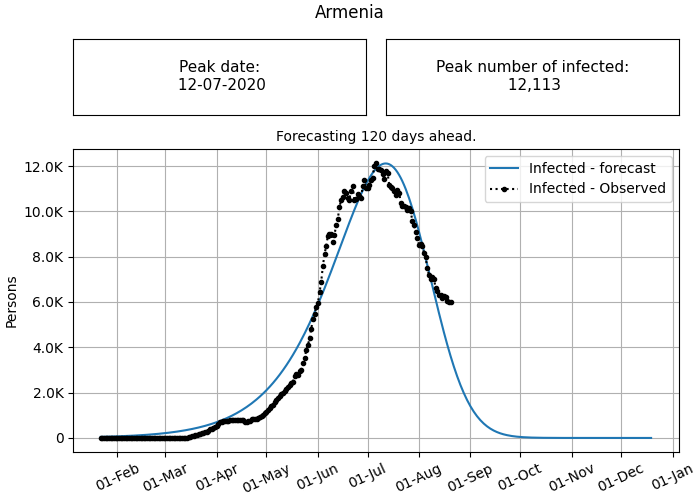 Armenia
Peak date:
12-07-2020
Peak number of infected:
12,113
Forecasting 120 days ahead.
Infected - forecast
Infected - Observed
Persons
12.0K
10.0K
8.0K
6.0K
4.0K
2.0K
0
01-Feb
01-Mar
01-Apr
01-May
01-Jun
01-Jul
01-Aug
01-Sep
01-Oct
01-Nov
01-Dec
01-Jan